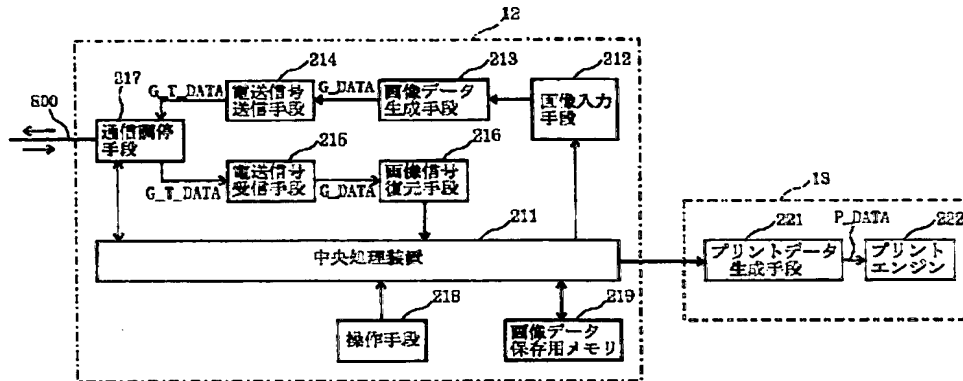 12
217
214
213
212
G_T_DATA
電送信号
送信手段
G_DATA
画像データ
生成手段
画像入力
手段
800
通信調停
手段
215
216
G_T_DATA
電送信号
受信手段
G_DATA
画像信号
復元手段
211
中央処理装置
13
221
P_DATA
222
プリントデータ
生成手段
プリント
エンジン
218
操作手段
219
画像データ
保存用メモリ